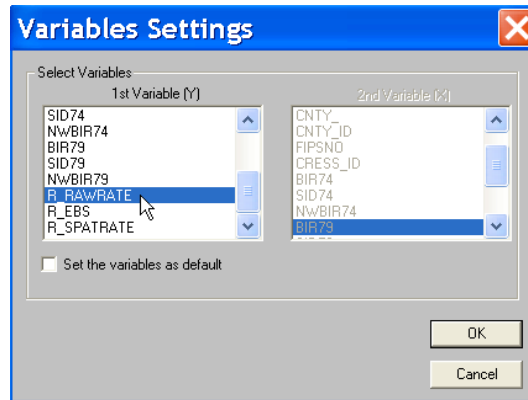 Variables Settings
Select Variables
1st Variable (Y)
2nd Variable (X)
SID74
NWBIR74
BIR79
SID79
NWBIR79
R_RAWRATE
R_EBS
R_SPATRATE
CNTY_
CNTY_ID
FIPSNO
CRESS_ID
BIR74
SID74
NWBIR74
BIR79
Set the variables as default
OK
Cancel